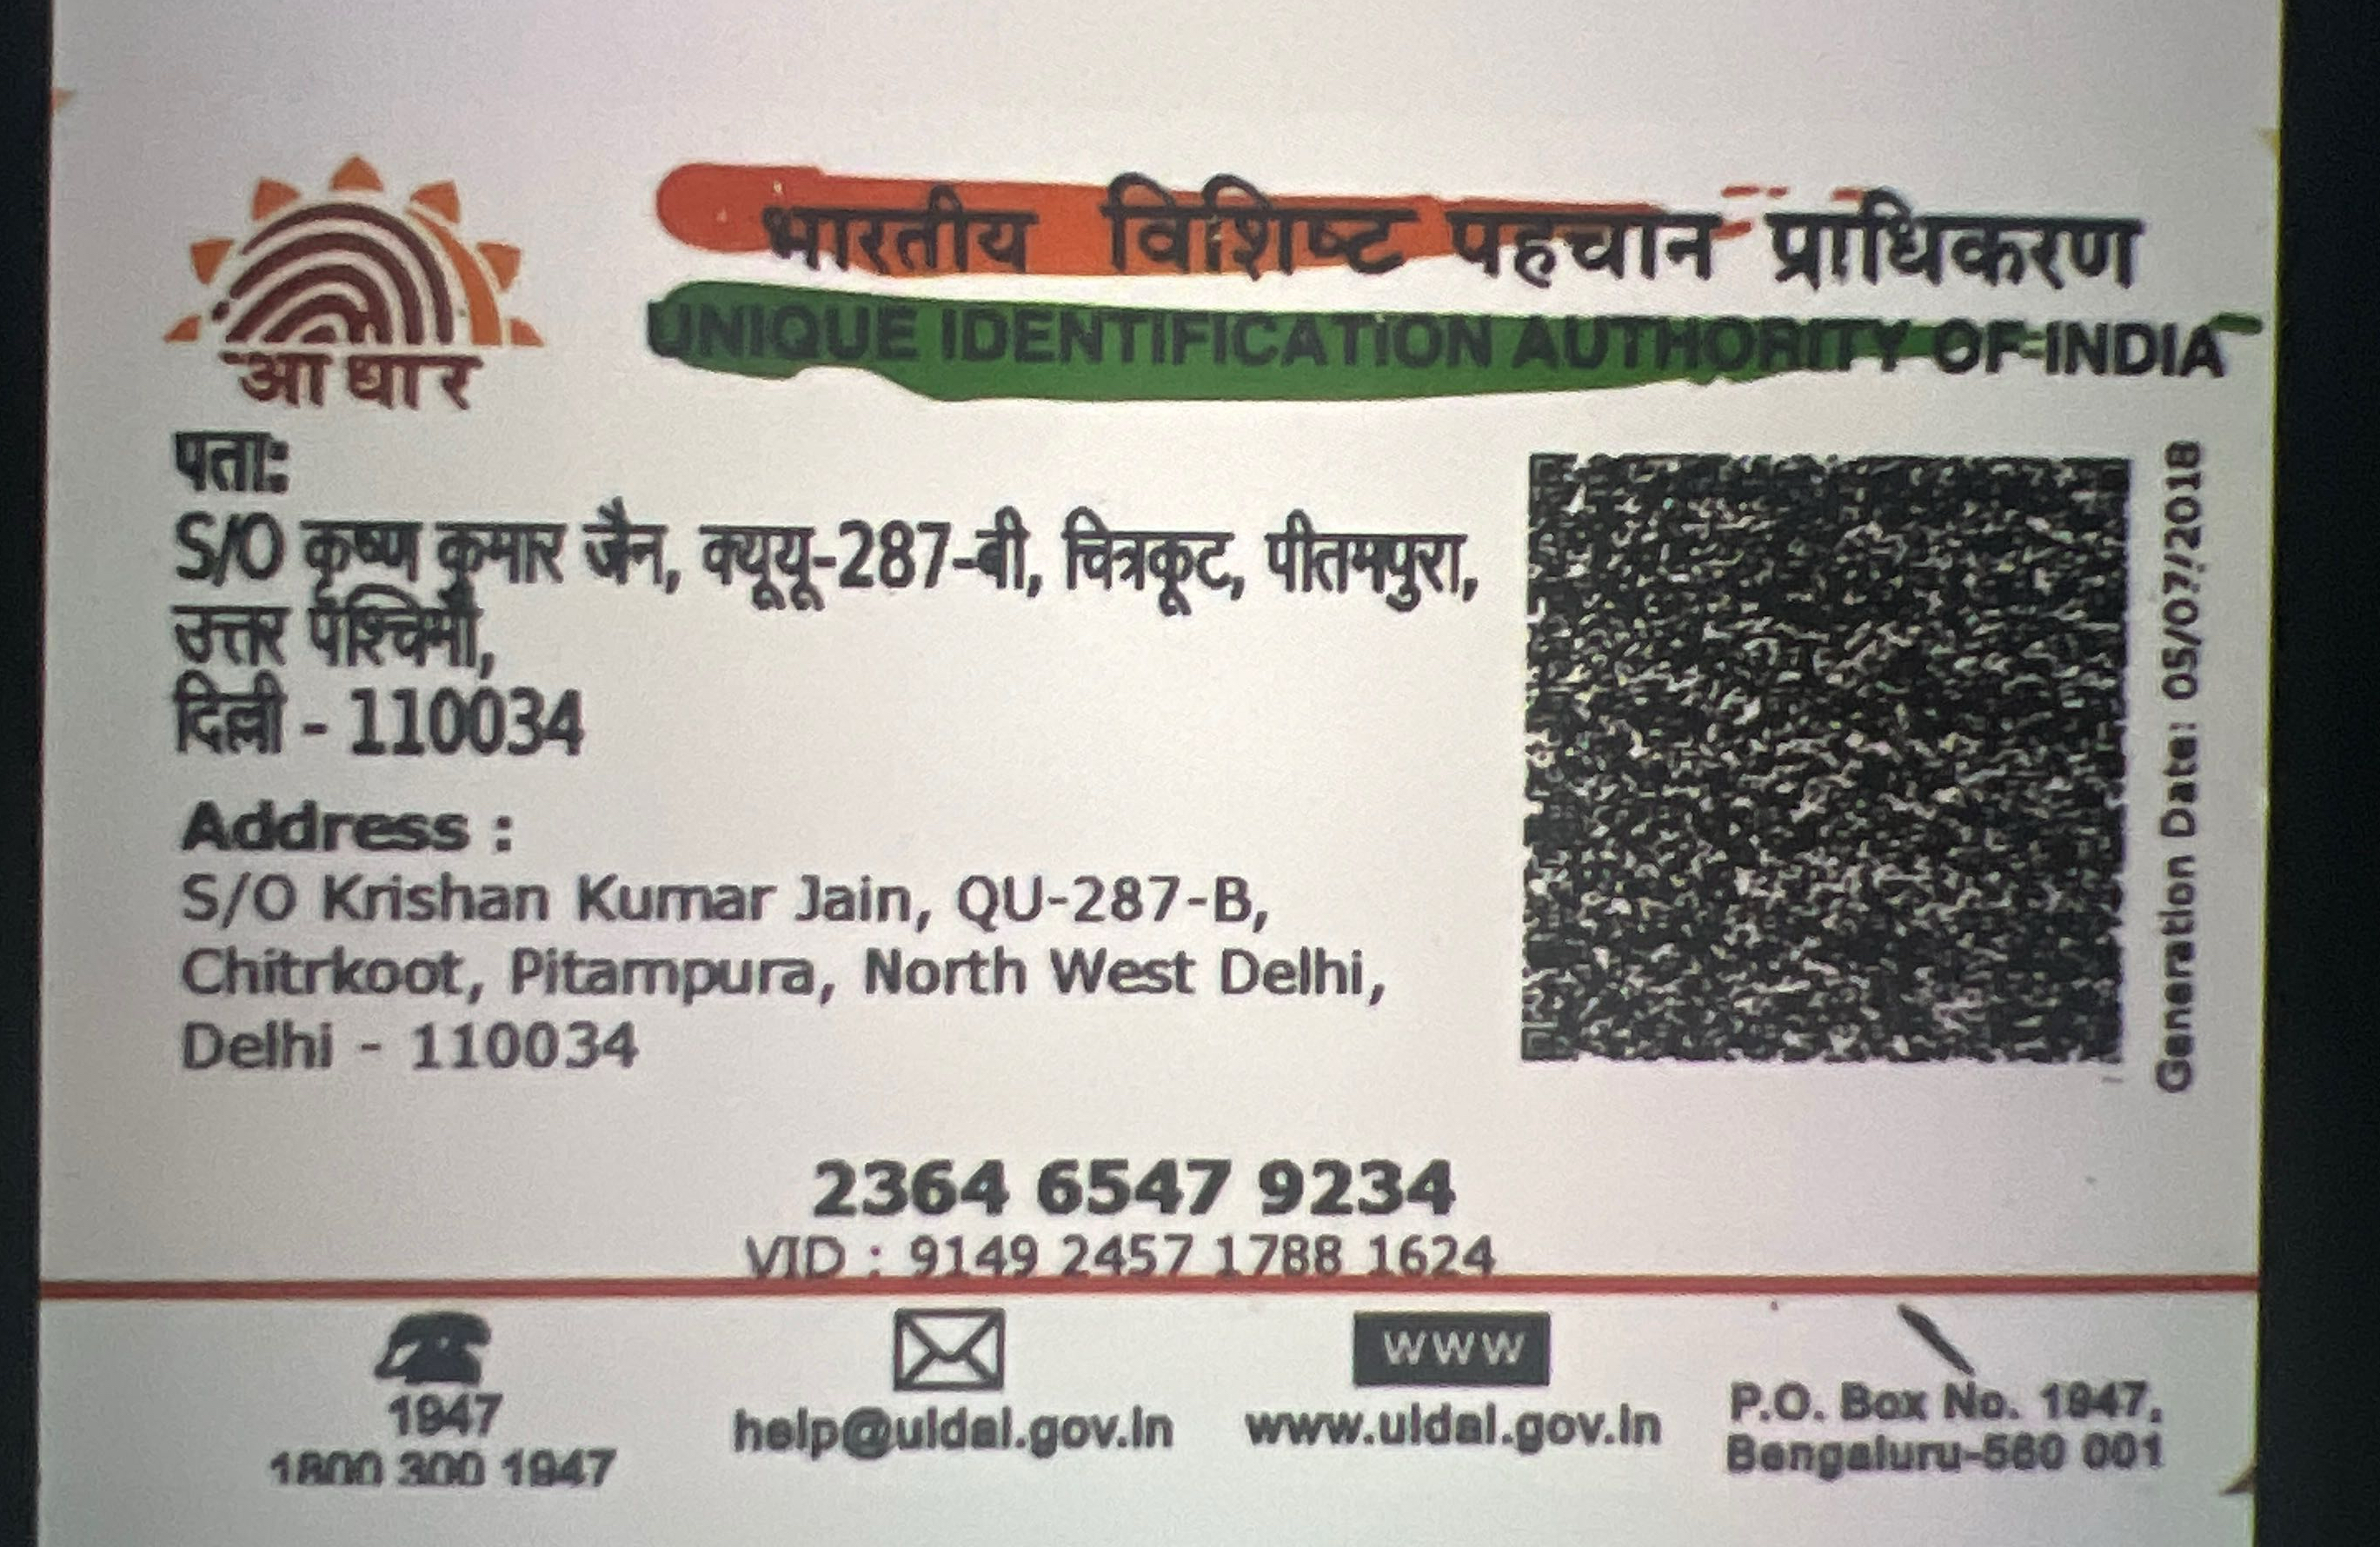 आधार
भारतीय विशिष्ट पहचान प्राधिकरण
UNIQUE IDENTIFICATION AUTHORITY OF INDIA
पता:
S/O कृष्ण कुमार जैन, क्यूयू-287-बी, चित्रकूट, पीतमपुरा,
उत्तर पश्चिमी,
दिल्ली - 110034
Address :
S/O Krishan Kumar Jain, QU-287-B,
Chitrkoot, Pitampura, North West Delhi,
Delhi - 110034
Generation Date: 05/07/2018
2364 6547 9234
VID : 9149 2457 1788 1624
1947
1800 300 1947
help@uidai.gov.in
www
www.uidai.gov.in
P.O. Box No. 1947,
Bengaluru-560 001